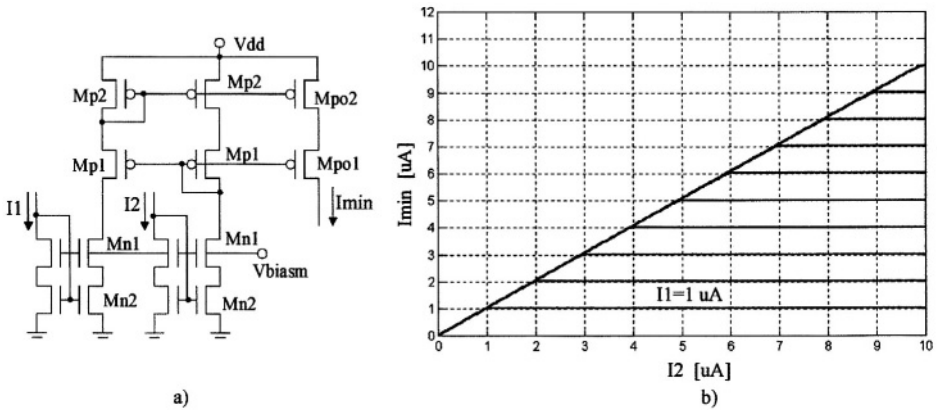 Vdd
Mp2
Mp2
Mpo2
Mp1
Mp1
Mpo1
I1
I2
Imin
Mn1
Mn1
Vbiasm
Mn2
Mn2
a)
12
11
10
9
8
7
6
5
4
3
2
1
0
Imin [uA]
I1=1 uA
0 1 2 3 4 5 6 7 8 9 10
I2 [uA]
b)